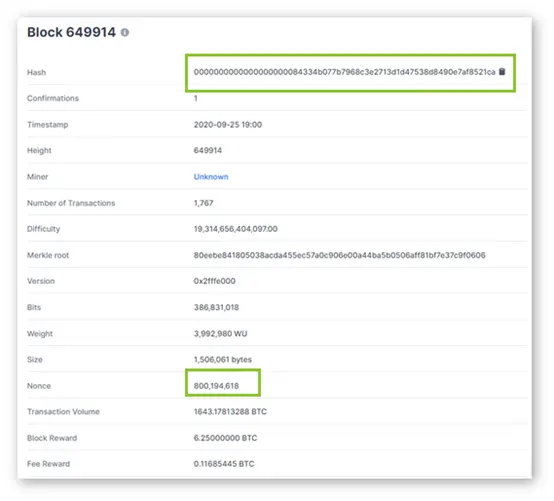 Block 649914
Hash 0000000000000000000084334b077b7968c3e2713d1d47538d8490e7af8521ca
Confirmations 1
Timestamp 2020-09-25 19:00
Height 649914
Miner Unknown
Number of Transactions 1,767
Difficulty 19,314,656,404,097.00
Merkle root 80eebe841805038acda455ec57a0c906e00a44ba5b0506aff81bf7e37c9f0606
Version 0x2fffe000
Bits 386,831,018
Weight 3,992,980 WU
Size 1,506,061 bytes
Nonce 800,194,618
Transaction Volume 1643.17813288 BTC
Block Reward 6.25000000 BTC
Fee Reward 0.11685445 BTC